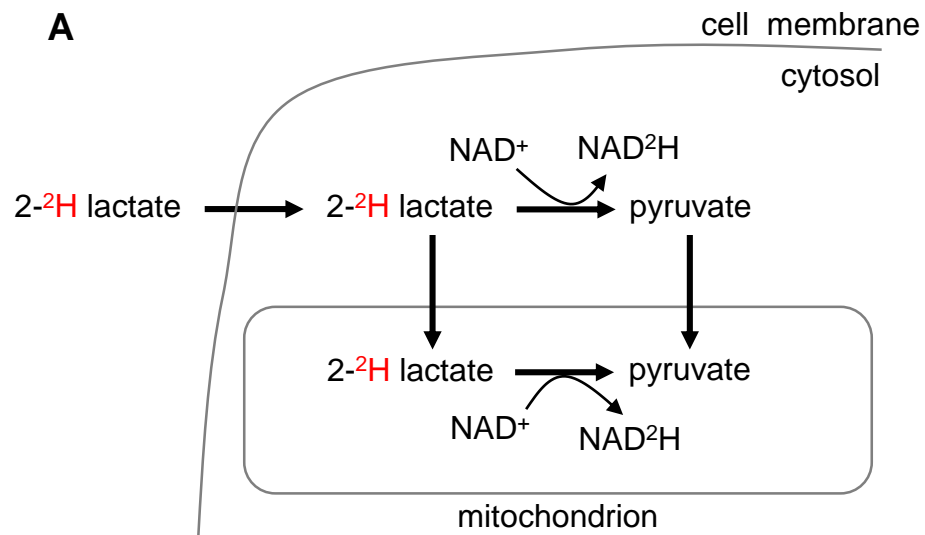 A
cell membrane
cytosol
NAD⁺
NAD²H
2-²H lactate
2-²H lactate
pyruvate
2-²H lactate
pyruvate
NAD⁺
NAD²H
mitochondrion